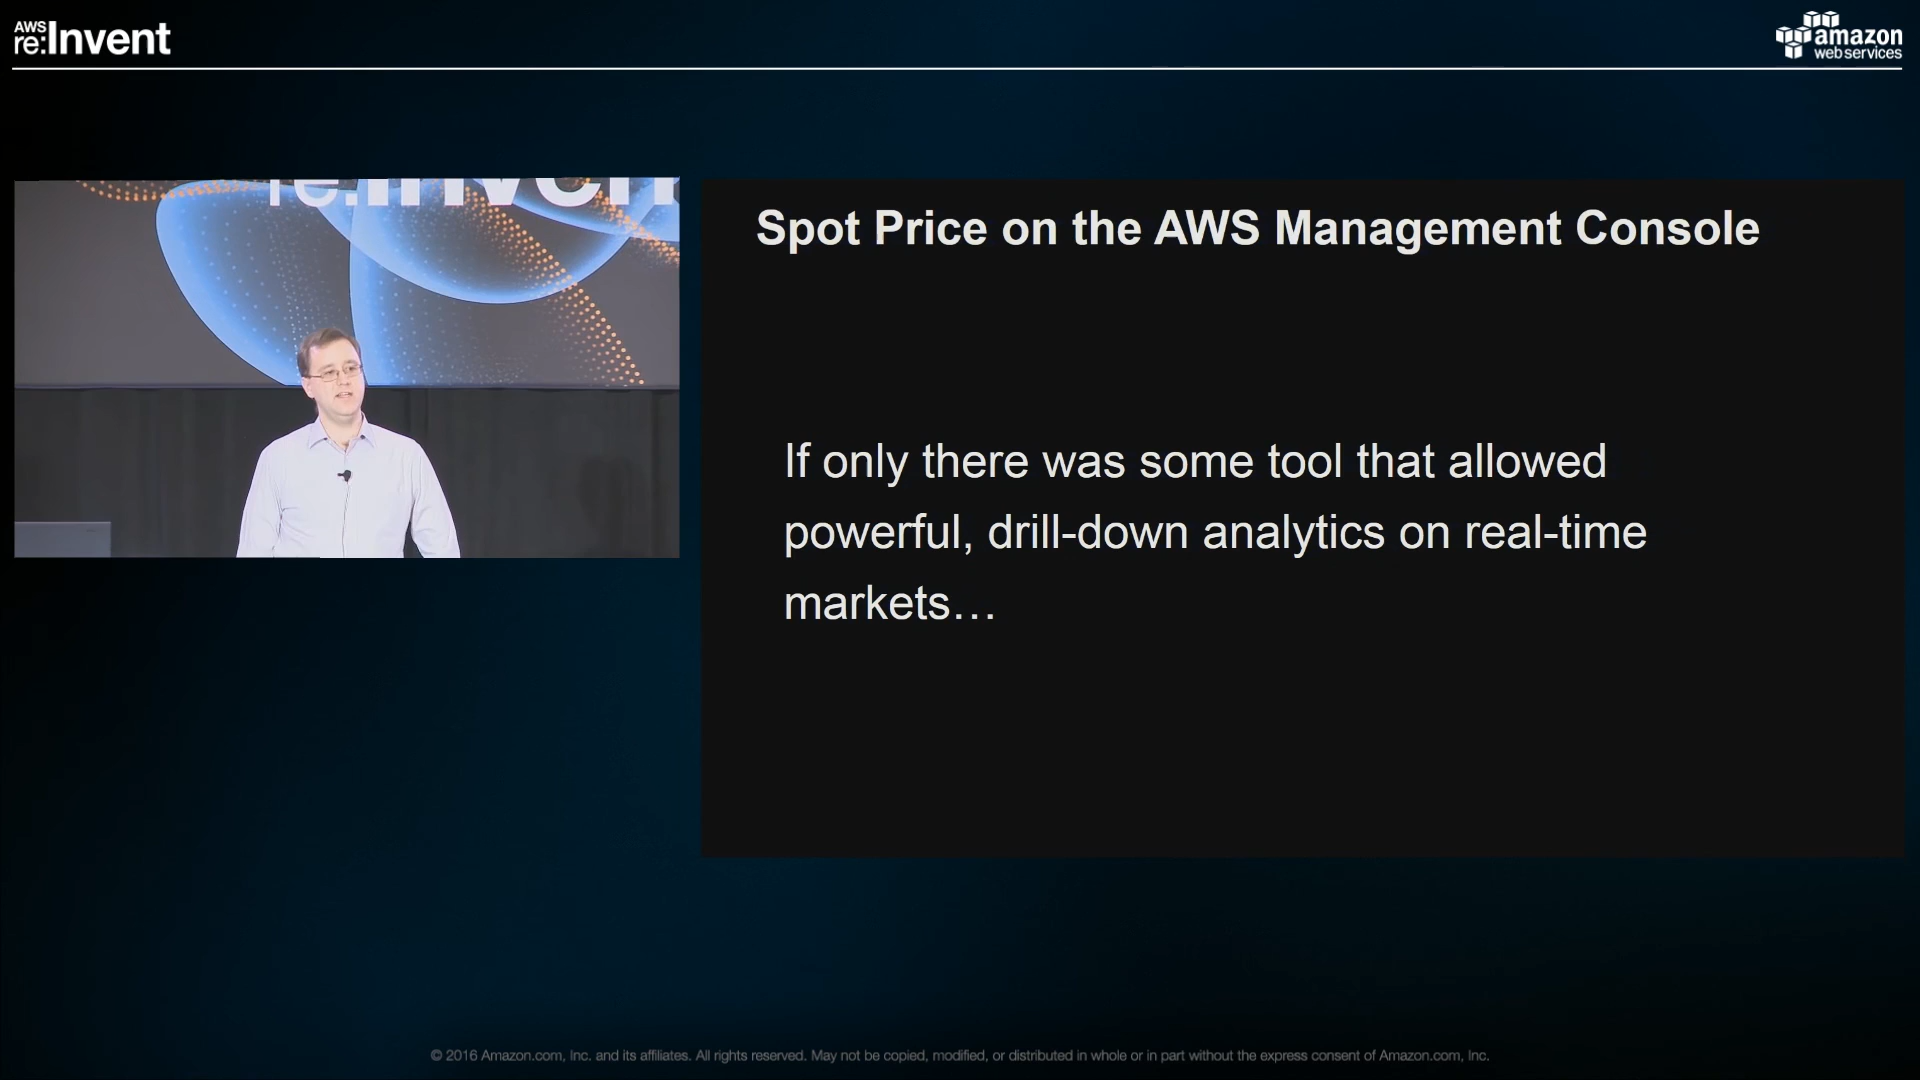 AWS
re:Invent
amazon
webservices
re:Inven
Spot Price on the AWS Management Console
If only there was some tool that allowed
powerful, drill-down analytics on real-time
markets…
© 2016 Amazon.com, Inc. and its affiliates. All rights reserved. May not be copied, modified, or distributed in whole or in part without the express consent of Amazon.com, Inc.